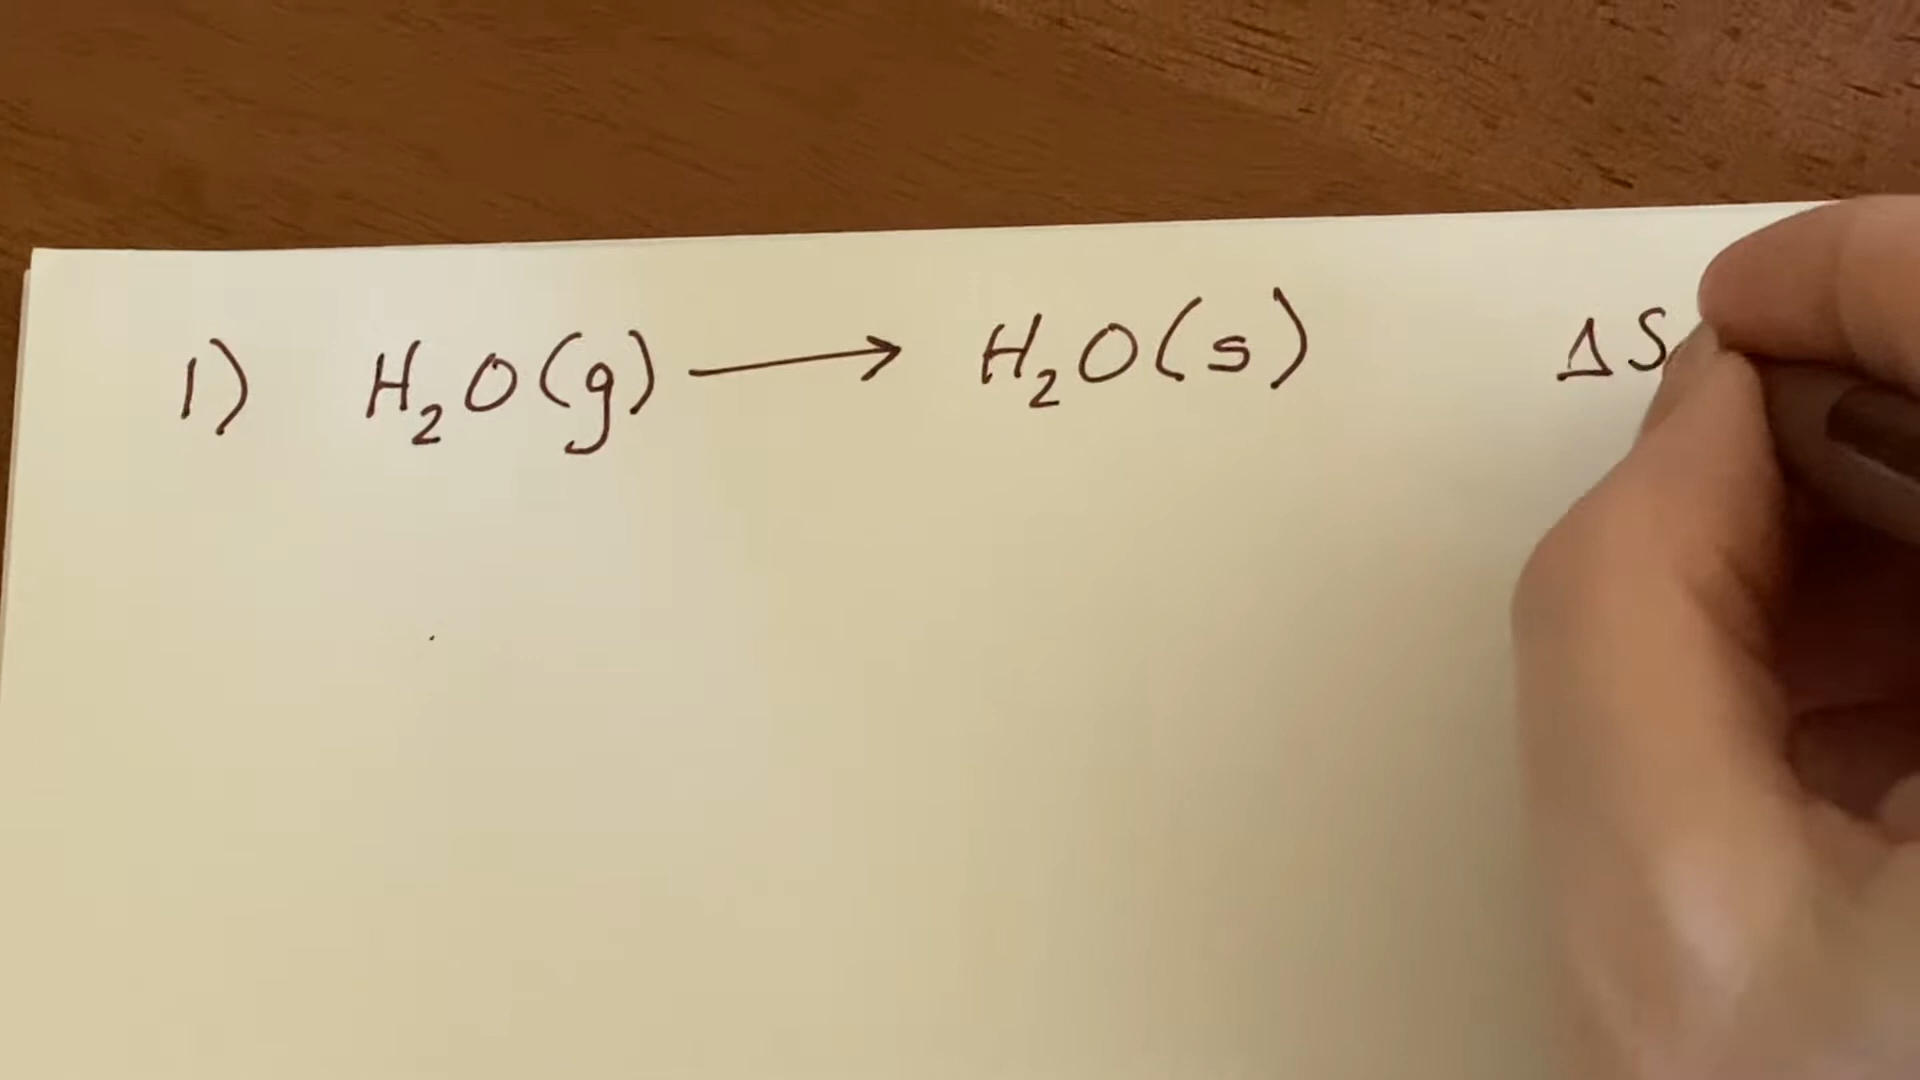 1) H₂O(g) ⟶ H₂O(s) ΔS